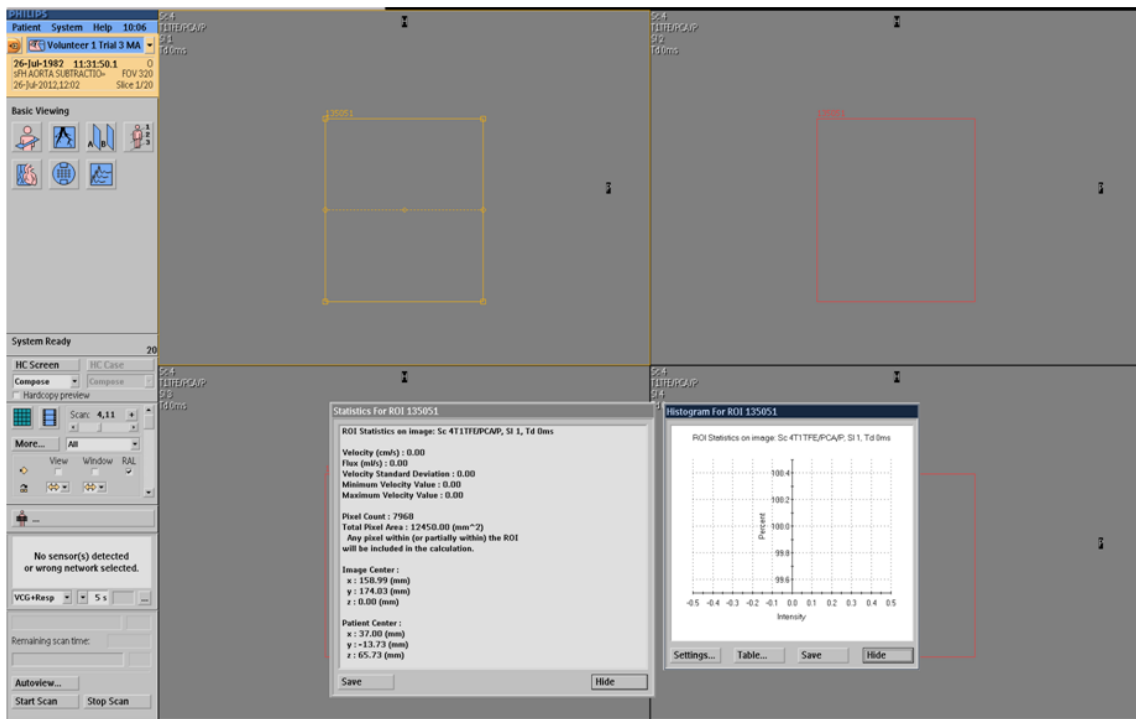 PHILIPS
Patient System Help 10:06
Volunteer 1 Trial 3 MA
26-Jul-1982 11:31:50.1 O
sFH AORTA SUBTRACTIO= FOV 320
26-Jul-2012,12:02 Slice 1/20
Basic Viewing
A B
1
2
3
System Ready
20
HC Screen HC Case
Compose Compose
Hardcopy preview
Scan: 4,11 +
More... All
View Window RAL
...
No sensor(s) detected
or wrong network selected.
VCG+Resp 5 s ...
Remaining scan time:
Autoview...
Start Scan Stop Scan
Sc 4
T1TFE/PCA/P
Sl 1
Td 0ms
135051
Sc 4
T1TFE/PCA/P
Sl 2
Td 0ms
135051
Sc 4
T1TFE/PCA/P
Sl 3
Td 0ms
Sc 4
T1TFE/PCA/P
Sl 4
Statistics For ROI 135051
ROI Statistics on image: Sc 4T1TFE/PCA/P, Sl 1, Td 0ms
Velocity (cm/s) : 0.00
Flux (ml/s) : 0.00
Velocity Standard Deviation : 0.00
Minimum Velocity Value : 0.00
Maximum Velocity Value : 0.00
Pixel Count : 7968
Total Pixel Area : 12450.00 (mm^2)
Any pixel within (or partially within) the ROI
will be included in the calculation.
Image Center :
x : 158.99 (mm)
y : 174.03 (mm)
z : 0.00 (mm)
Patient Center :
x : 37.00 (mm)
y : -13.73 (mm)
z : 65.73 (mm)
Save Hide
Histogram For ROI 135051
ROI Statistics on image: Sc 4T1TFE/PCA/P, Sl 1, Td 0ms
100.4
100.2
100.0
99.8
99.6
Percent
-0.5 -0.4 -0.3 -0.2 -0.1 0.0 0.1 0.2 0.3 0.4 0.5
Intensity
Settings... Table... Save Hide